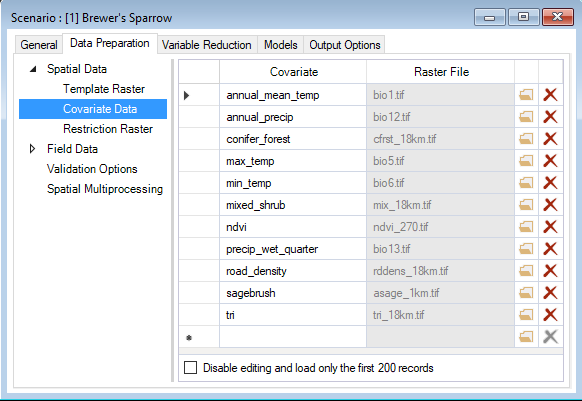 Scenario : [1] Brewer's Sparrow
General Data Preparation Variable Reduction Models Output Options
Spatial Data
Template Raster
Covariate Data
Restriction Raster
Field Data
Validation Options
Spatial Multiprocessing
Covariate Raster File
annual_mean_temp bio1.tif
annual_precip bio12.tif
conifer_forest cfrst_18km.tif
max_temp bio5.tif
min_temp bio6.tif
mixed_shrub mix_18km.tif
ndvi ndvi_270.tif
precip_wet_quarter bio13.tif
road_density rddens_18km.tif
sagebrush asage_1km.tif
tri tri_18km.tif
Disable editing and load only the first 200 records